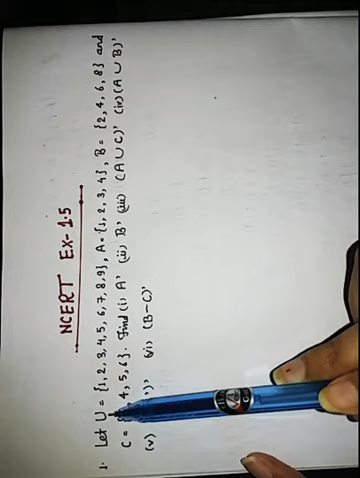 NCERT Ex- 1.5
1. Let U = {1, 2, 3, 4, 5, 6, 7, 8, 9}, A = {1, 2, 3, 4}, B = {2, 4, 6, 8} and
C = { 4, 5, 6}. Find (i) A' (ii) B' (iii) (A ∪ C)' (iv) (A ∪ B)'
(v) )' (vi) (B-C)'